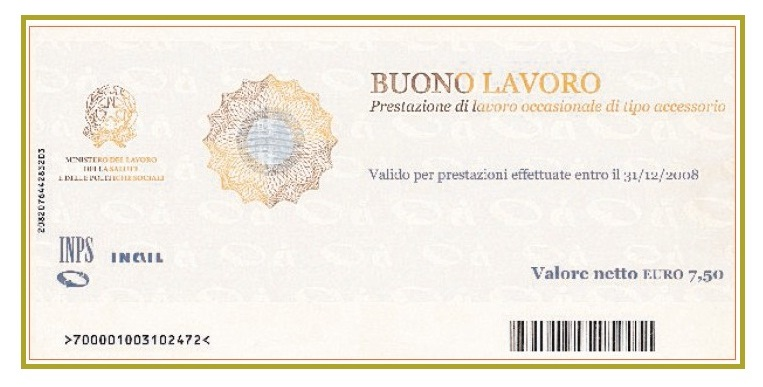 BUONO LAVORO
Prestazione di lavoro occasionale di tipo accessorio
MINISTERO DEL LAVORO
DELLA SALUTE
E DELLE POLITICHE SOCIALI
Valido per prestazioni effettuate entro il 31/12/2008
208207644283203
INPS INAIL
Valore netto EURO 7,50
>700001003102472<